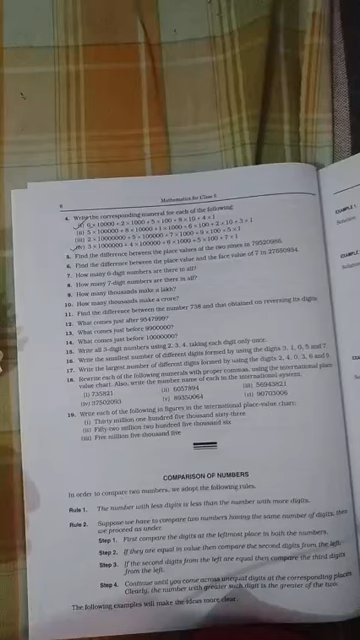 6 Mathematics for Class 6
4. Write the corresponding numeral for each of the following
(i) 6 × 10000 + 2 × 1000 + 5 × 100 + 8 × 10 + 4 × 1
(ii) 5 × 100000 + 8 × 10000 + 1 × 1000 + 6 × 100 + 2 × 10 + 3 × 1
(iii) 2 × 10000000 + 5 × 100000 + 7 × 1000 + 9 × 100 + 5 × 1
(iv) 3 × 1000000 + 4 × 100000 + 6 × 1000 + 5 × 100 + 7 × 1
5. Find the difference between the place values of the two nines in 79520986.
6. Find the difference between the place value and the face value of 7 in 27650934.
7. How many 6-digit numbers are there in all?
8. How many 7-digit numbers are there in all?
9. How many thousands make a lakh?
10. How many thousands make a crore?
11. Find the difference between the number 738 and that obtained on reversing its digits.
12. What comes just after 9547999?
13. What comes just before 9900000?
14. What comes just before 10000000?
15. Write all 3-digit numbers using 2, 3, 4, taking each digit only once.
16. Write the smallest number of different digits formed by using the digits 3, 1, 0, 5 and 7.
17. Write the largest number of different digits formed by using the digits 2, 4, 0, 3, 6 and 9.
18. Rewrite each of the following numerals with proper commas, using the international place-
value chart. Also, write the number name of each in the international system.
(i) 735821 (ii) 6057894 (iii) 56943821
(iv) 37502093 (v) 89350064 (vi) 90703006
19. Write each of the following in figures in the international place-value chart:
(i) Thirty million one hundred five thousand sixty-three
(ii) Fifty-two million two hundred five thousand six
(iii) Five million five thousand five
COMPARISON OF NUMBERS
In order to compare two numbers, we adopt the following rules.
Rule 1. The number with less digits is less than the number with more digits.
Rule 2. Suppose we have to compare two numbers having the same number of digits, then
we proceed as under.
Step 1. First compare the digits at the leftmost place in both the numbers.
Step 2. If they are equal in value then compare the second digits from the left.
Step 3. If the second digits from the left are equal then compare the third digits
from the left.
Step 4. Continue until you come across unequal digits at the corresponding places.
Clearly, the number with greater such digit is the greater of the two.
The following examples will make the ideas more clear.
EXAMPLE 1.
Solution
EXAMPLE
Solution